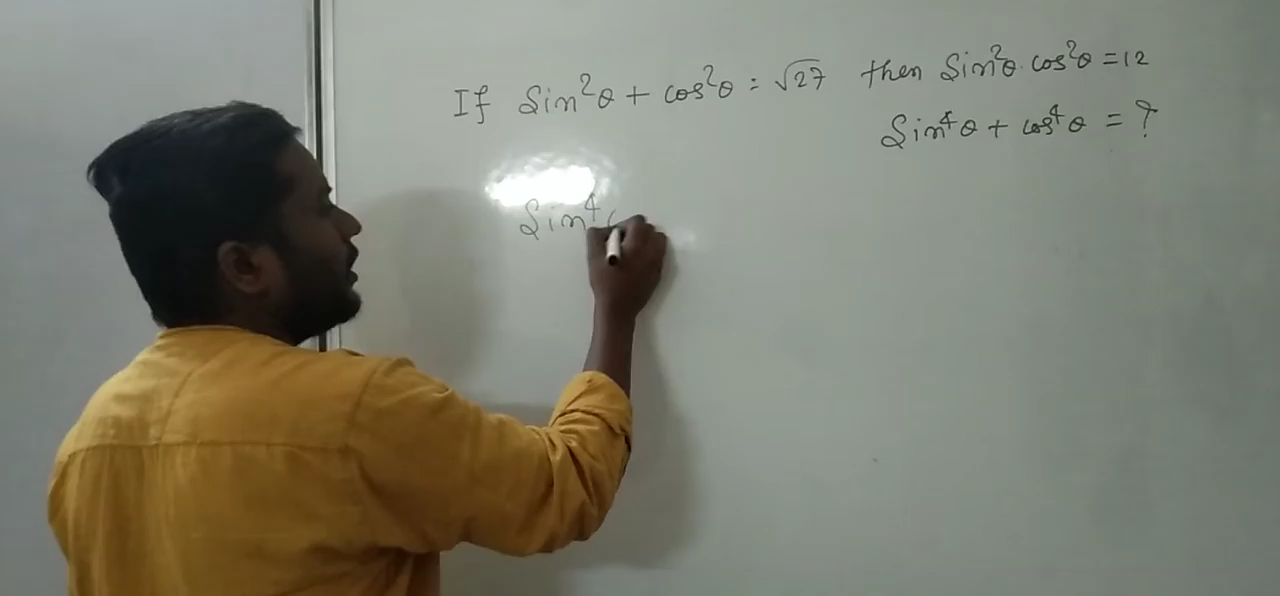 If Sin²θ + cos²θ = √27 then Sin²θ. cos²θ = 12
Sin⁴θ + cos⁴θ = ?
Sin⁴